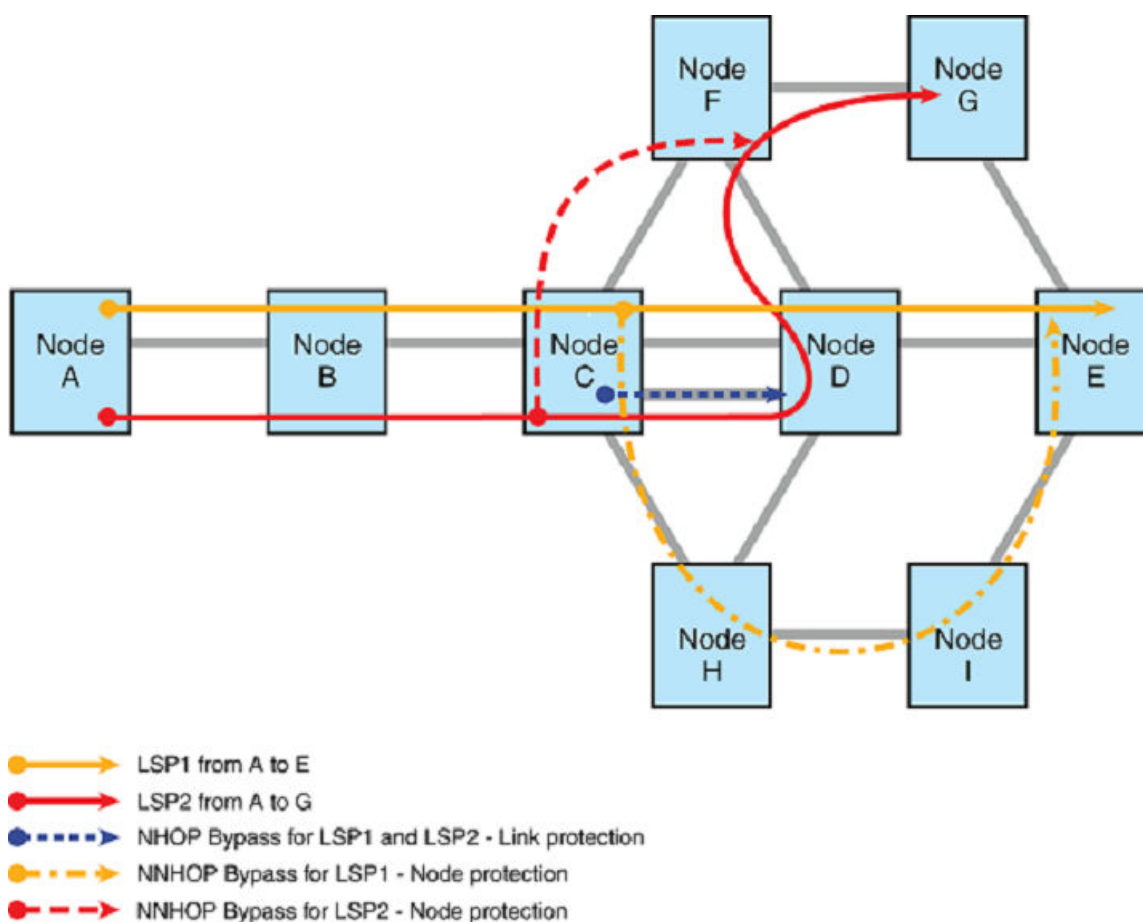 Node
F
Node
G
Node
A
Node
B
Node
C
Node
D
Node
E
Node
H
Node
I
LSP1 from A to E
LSP2 from A to G
NHOP Bypass for LSP1 and LSP2 - Link protection
NNHOP Bypass for LSP1 - Node protection
NNHOP Bypass for LSP2 - Node protection